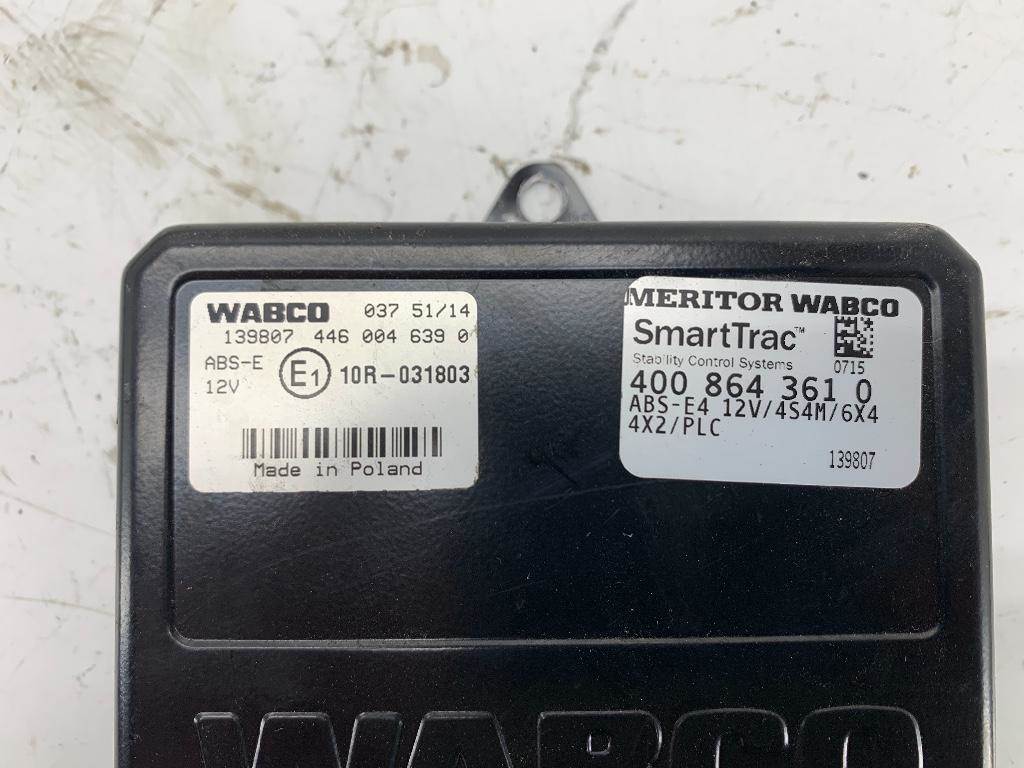 WABCO 037 51/14
139807 446 004 639 0
ABS-E
12V
E1 10R-031803
Made in Poland
MERITOR WABCO
SmartTrac™
Stability Control Systems
0715
400 864 361 0
ABS-E4 12V/4S4M/6X4
4X2/PLC
139807
WABCO